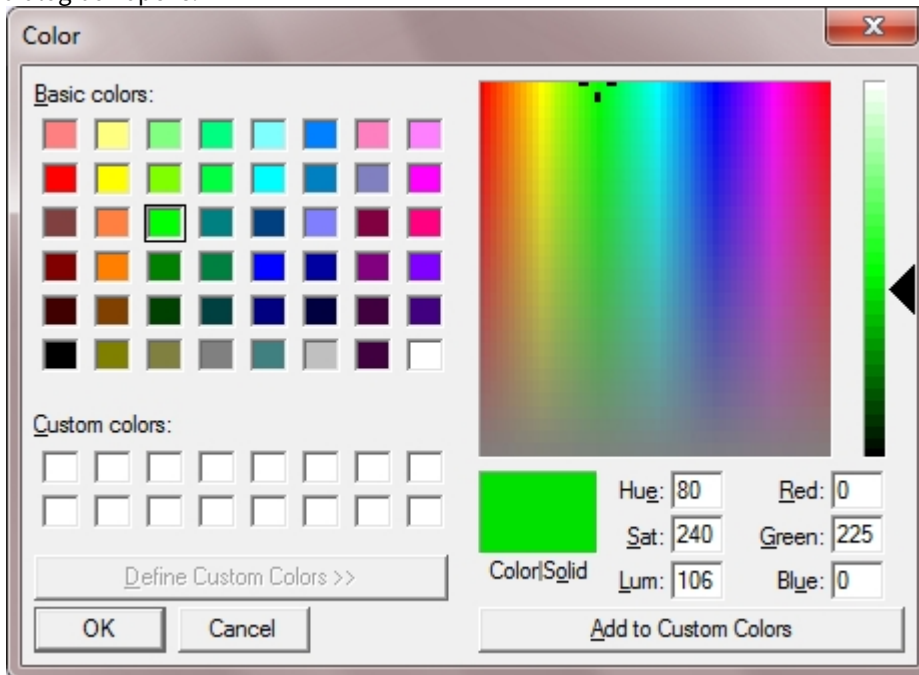 Color
Basic colors:
Custom colors:
Define Custom Colors >>
OK
Cancel
Color|Solid
Hue: 80
Sat: 240
Lum: 106
Red: 0
Green: 225
Blue: 0
Add to Custom Colors